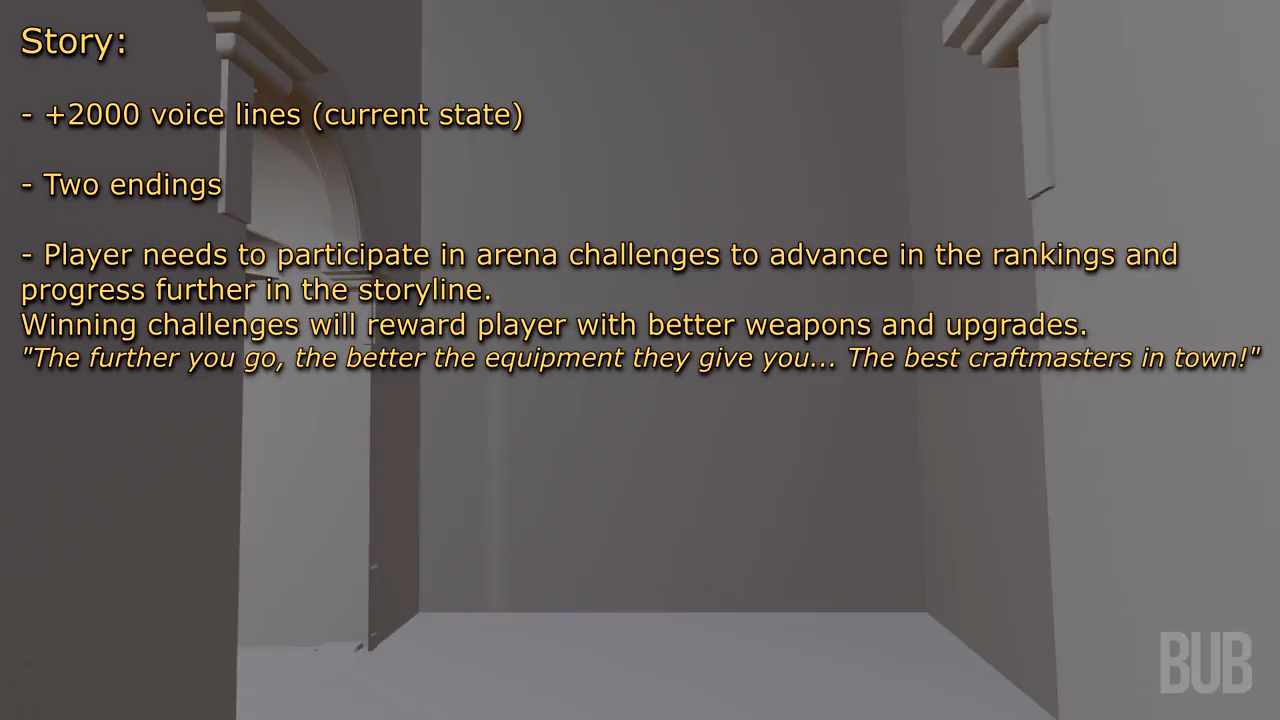 Story:
- +2000 voice lines (current state)
- Two endings
- Player needs to participate in arena challenges to advance in the rankings and
progress further in the storyline.
Winning challenges will reward player with better weapons and upgrades.
"The further you go, the better the equipment they give you... The best craftmasters in town!"
BUB